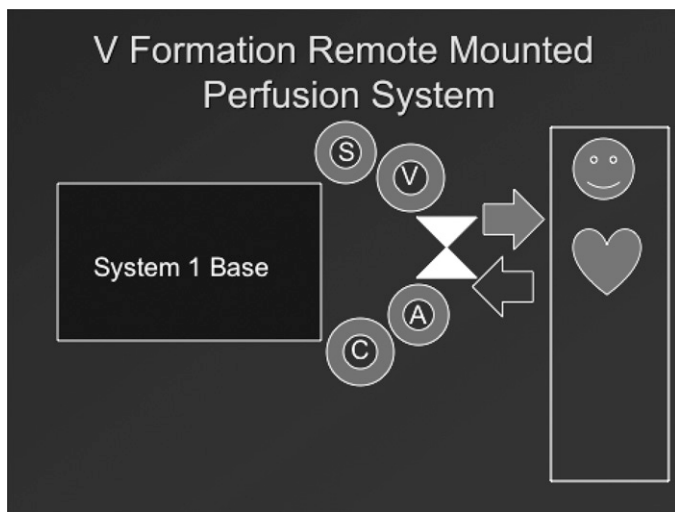 V Formation Remote Mounted
Perfusion System
S
V
System 1 Base
A
C